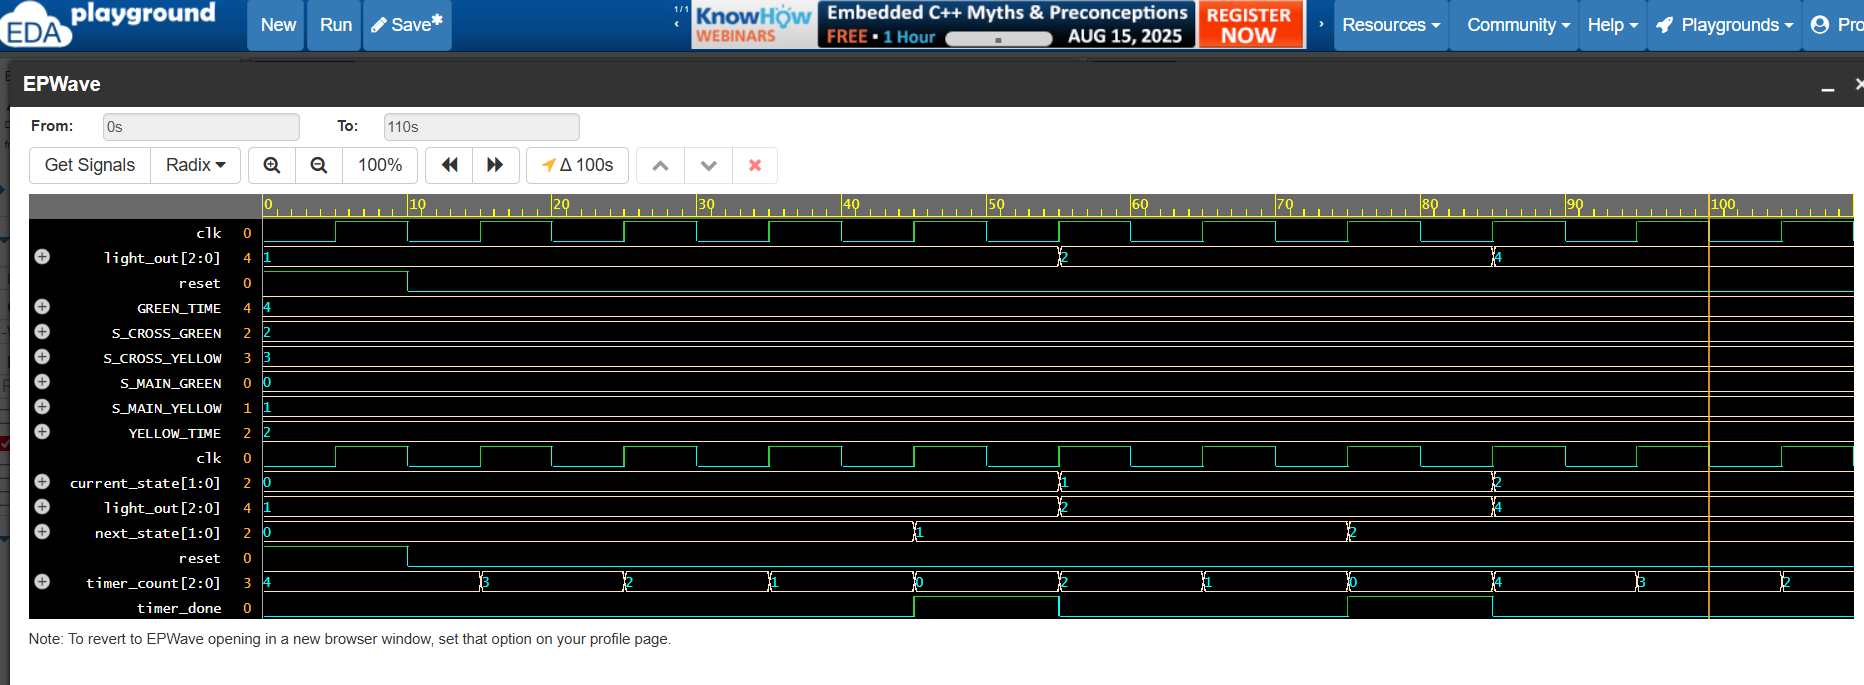 EDA playground
New Run Save*
1/1
KNOWHOW WEBINARS
Embedded C++ Myths & Preconceptions
FREE • 1 Hour AUG 15, 2025
REGISTER NOW
Resources Community Help Playgrounds Pro
EPWave
From: 0s To: 110s
Get Signals Radix 100% Δ 100s
0 10 20 30 40 50 60 70 80 90 100
clk 0
light_out[2:0] 4 1 2 4
reset 0
GREEN_TIME 4 4
S_CROSS_GREEN 2 2
S_CROSS_YELLOW 3 3
S_MAIN_GREEN 0 0
S_MAIN_YELLOW 1 1
YELLOW_TIME 2 2
clk 0
current_state[1:0] 2 0 1 2
light_out[2:0] 4 1 2 4
next_state[1:0] 2 0 1 2
reset 0
timer_count[2:0] 3 4 3 2 1 0 2 1 0 4 3 2
timer_done 0
Note: To revert to EPWave opening in a new browser window, set that option on your profile page.